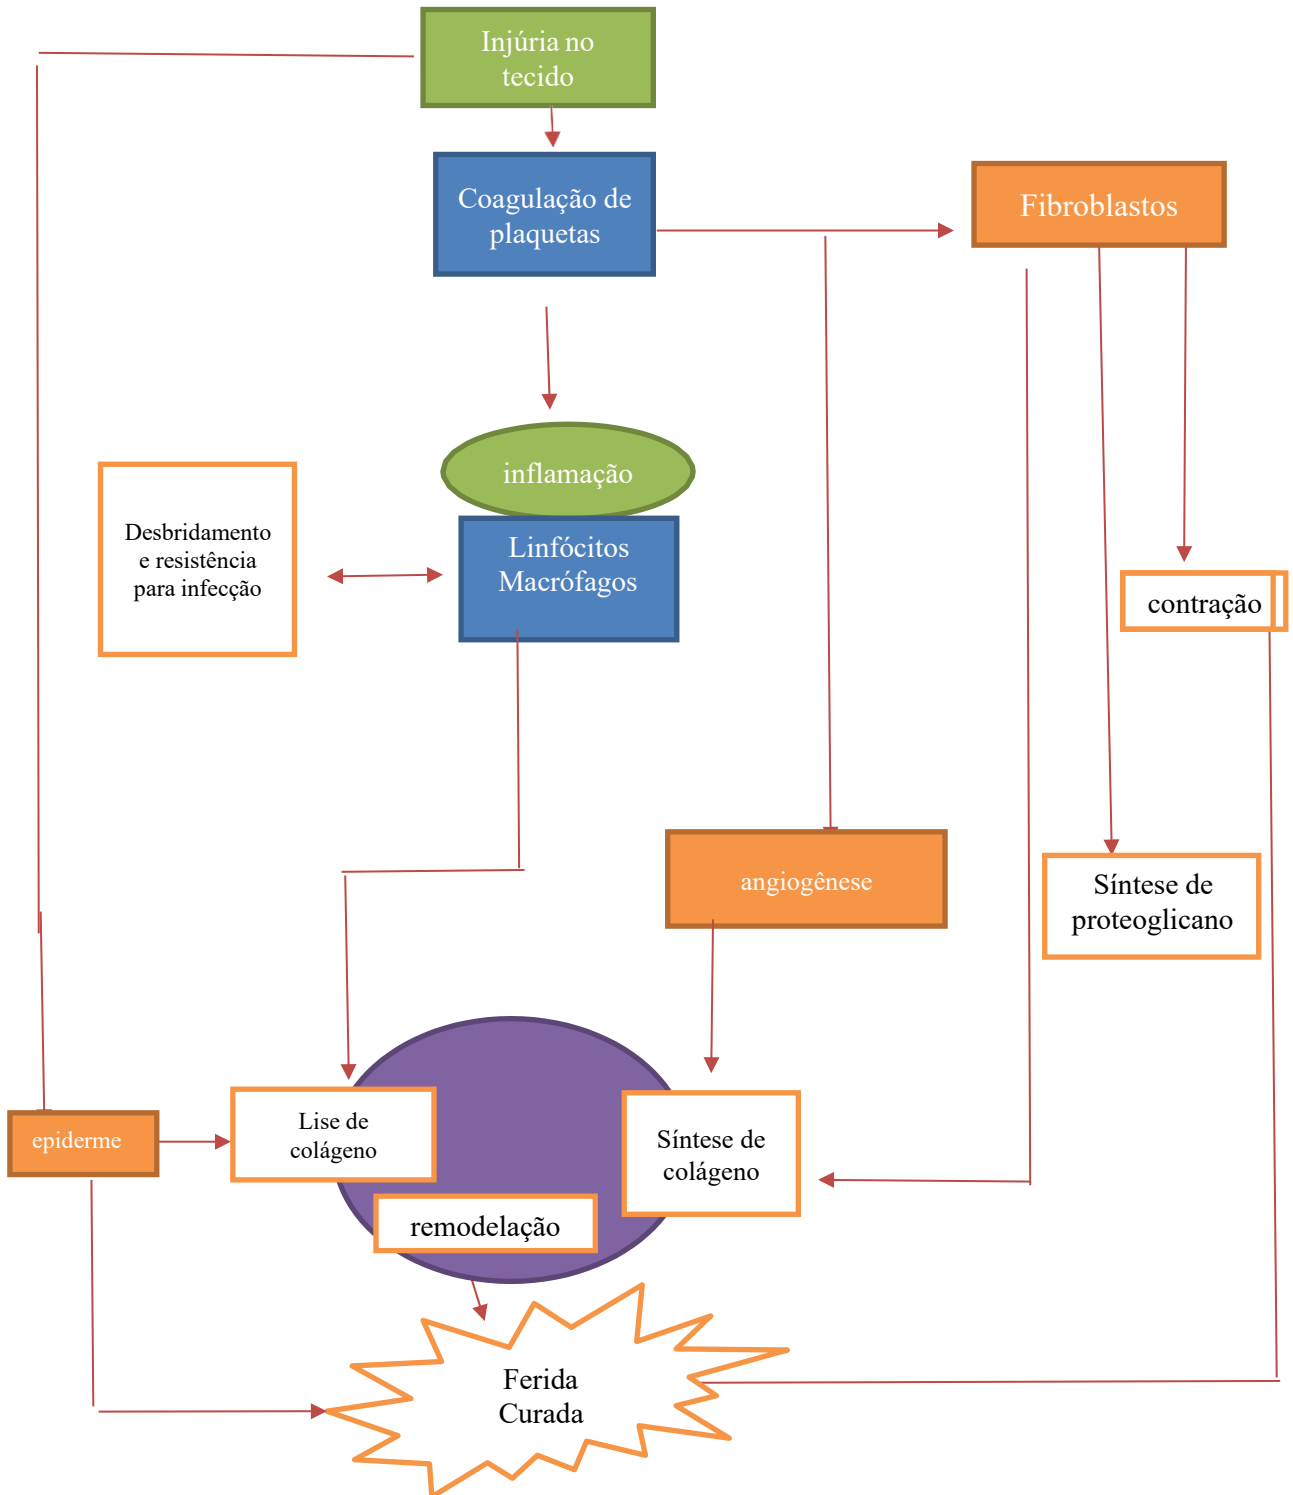 Injúria no
tecido
Coagulação de
plaquetas
Fibroblastos
inflamação
Desbridamento
e resistência
para infecção
Linfócitos
Macrófagos
contração
angiogênese
Síntese de
proteoglicano
epiderme
Lise de
colágeno
Síntese de
colágeno
remodelação
Ferida
Curada